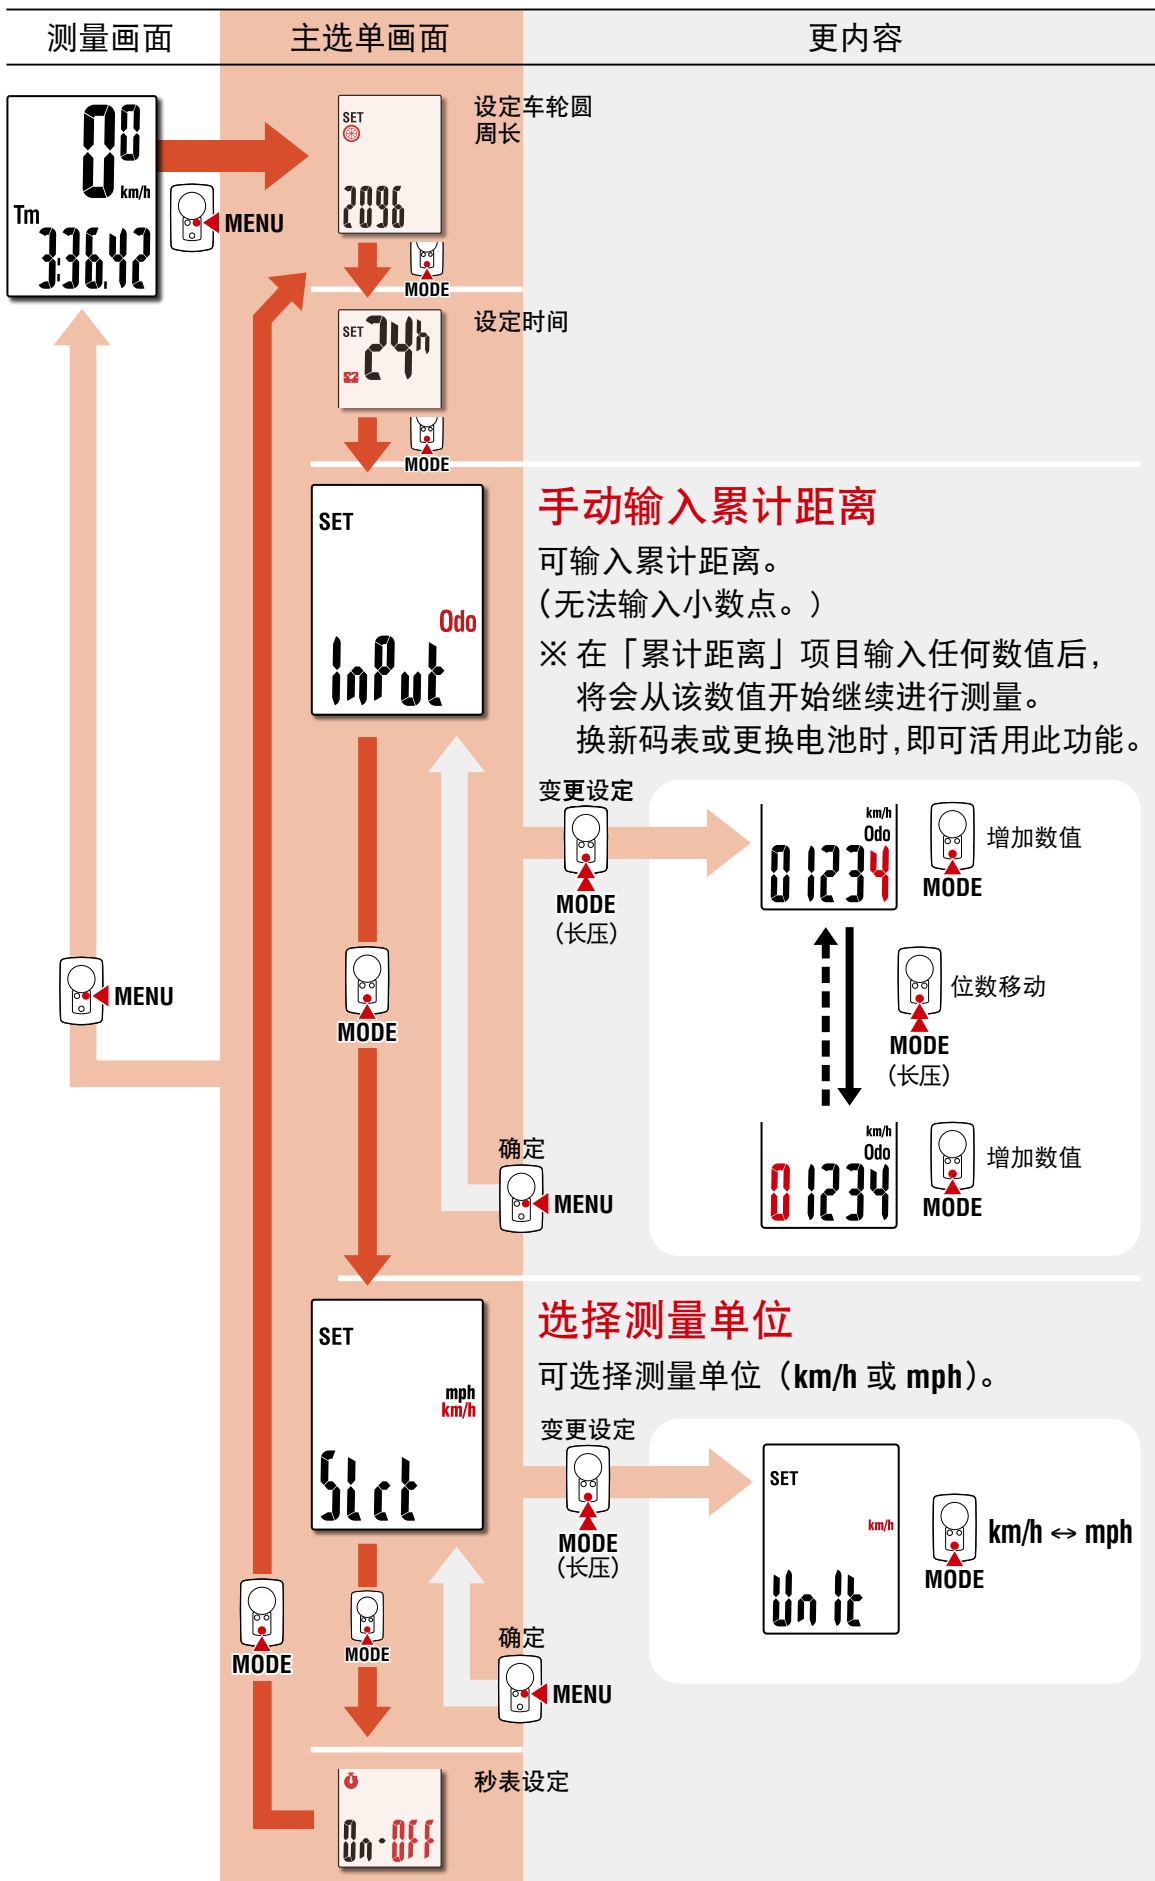 测量画面
主选单画面
更内容
0.0
km/h
Tm
3:36.42
MENU
SET
2096
设定车轮圆
周长
MODE
SET
24h
设定时间
MODE
SET
Odo
InPut
手动输入累计距离
可输入累计距离。
（无法输入小数点。）
※ 在「累计距离」项目输入任何数值后，
将会从该数值开始继续进行测量。
换新码表或更换电池时，即可活用此功能。
变更设定
MODE
（长压）
km/h
Odo
01234
MODE
增加数值
MODE
（长压）
位数移动
km/h
Odo
01234
MODE
增加数值
MENU
MODE
确定
MENU
SET
mph
km/h
Slct
选择测量单位
可选择测量单位（km/h 或 mph）。
变更设定
MODE
（长压）
SET
km/h
Unit
MODE
km/h ↔ mph
MODE
MODE
确定
MENU
On-OFF
秒表设定